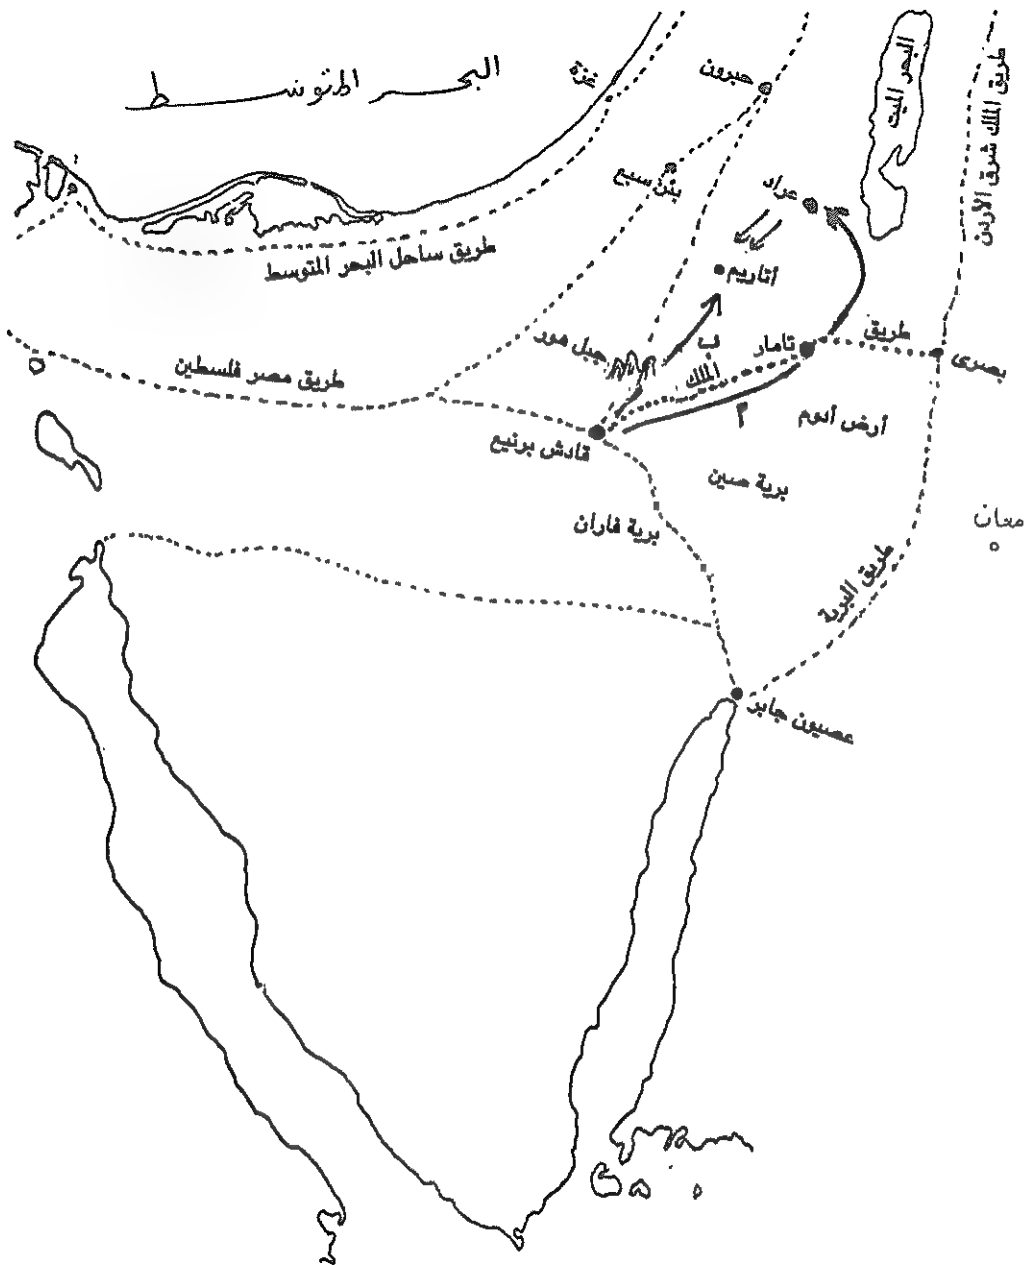 البحر المتوسط
غزة
حبرون
البحر الميت
طريق الملك شرق الأردن
بئر سبع
عراد
طريق ساحل البحر المتوسط
أتاريم
جبل هور
ب
تامار
طريق
الملك
بصرى
طريق مصر فلسطين
أ
أرض أدوم
قادش برنيع
برية صين
برية فاران
معان
طريق البرية
عصيون جابر